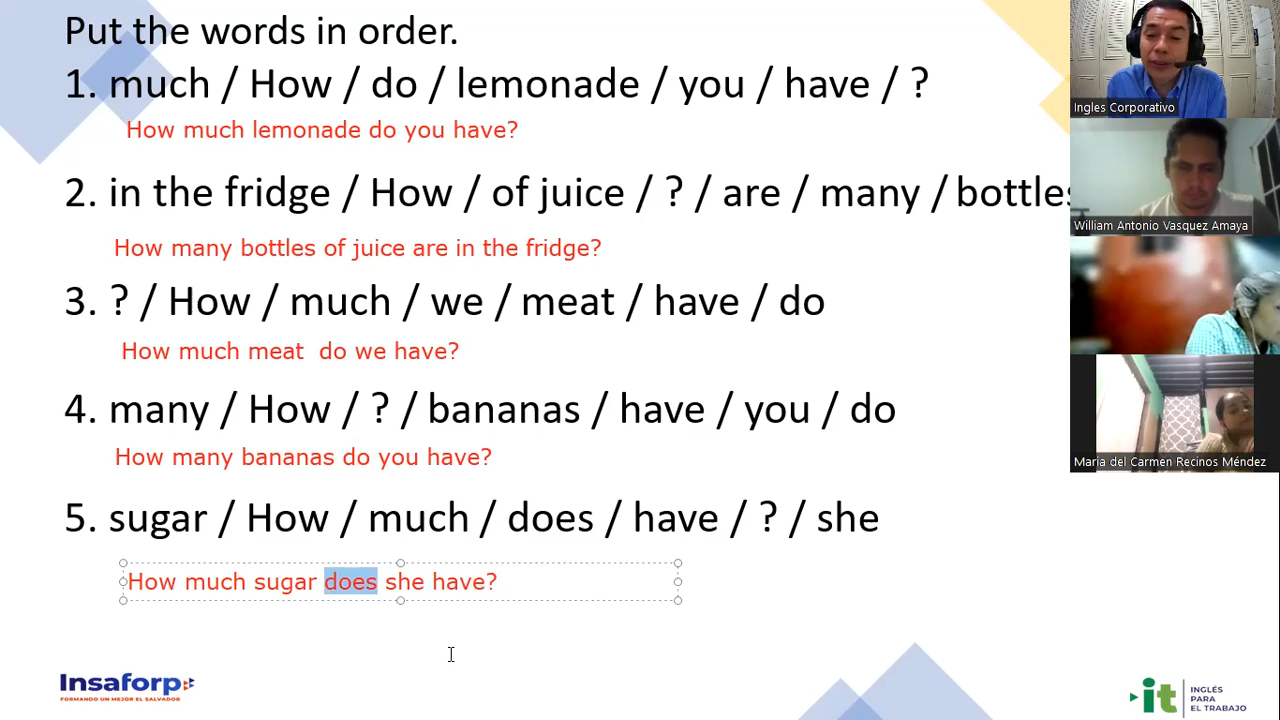 Put the words in order.
1. much / How / do / lemonade / you / have / ?
How much lemonade do you have?
2. in the fridge / How / of juice / ? / are / many / bottles
How many bottles of juice are in the fridge?
3. ? / How / much / we / meat / have / do
How much meat  do we have?
4. many / How / ? / bananas / have / you / do
How many bananas do you have?
5. sugar / How / much / does / have / ? / she
How much sugar does she have?
Insaforp
FORMANDO UN MEJOR EL SALVADOR
it
INGLÉS
PARA
EL TRABAJO
Ingles Corporativo
William Antonio Vasquez Amaya
Maria del Carmen Recinos Méndez